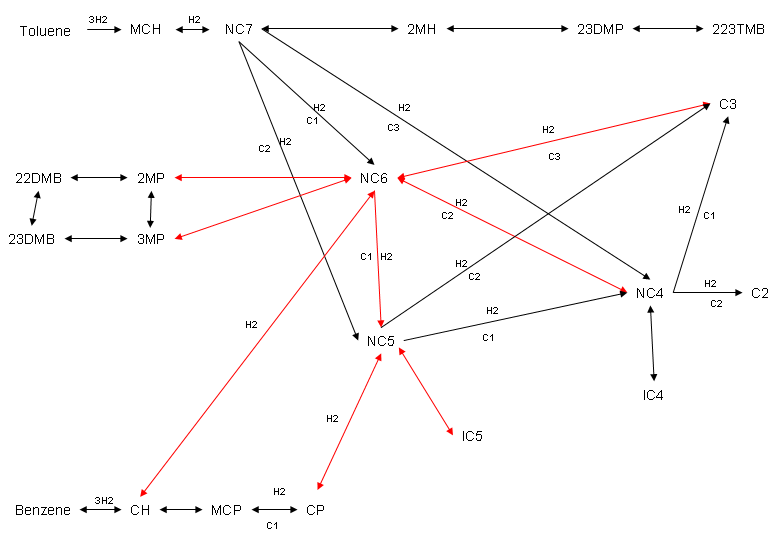 3H2 H2
Toluene MCH NC7 2MH 23DMP 223TMB
C3
H2 H2
C1 C3
H2 H2
C2 C3
22DMB 2MP NC6
H2
C2 H2
C1
23DMB 3MP
C1 H2 H2
C2
H2
C2
NC4 C2
H2
H2
C1
NC5
IC4
H2
IC5
H2
3H2
Benzene CH MCP CP
C1